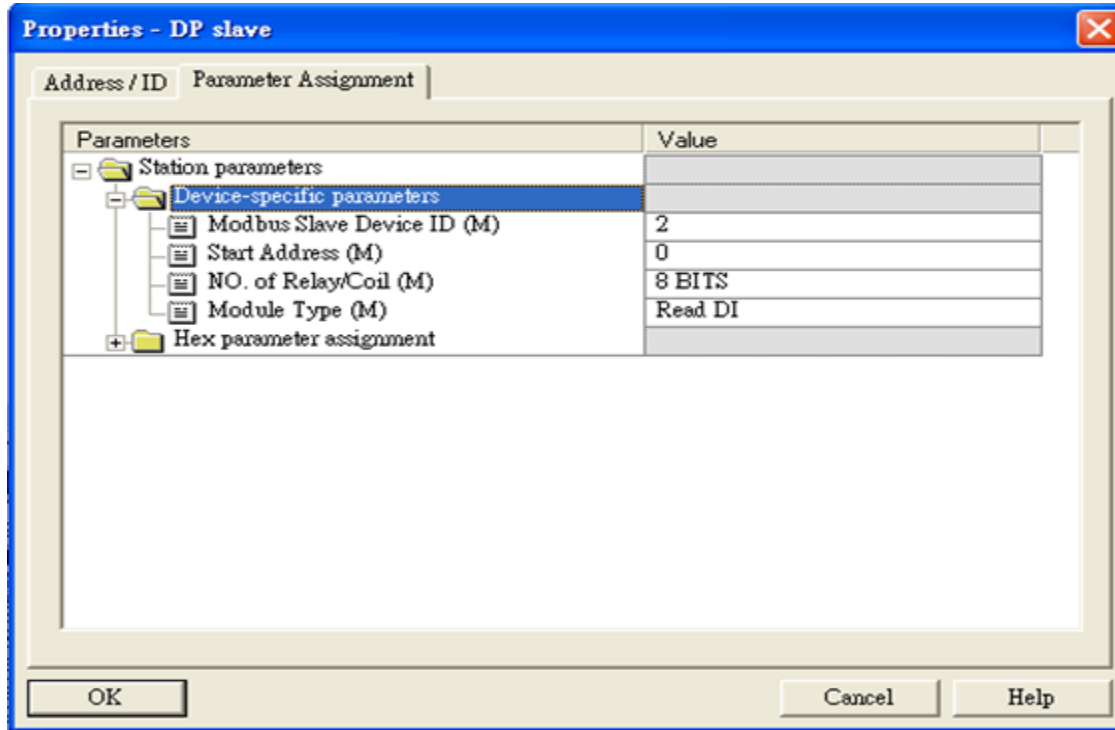 Properties - DP slave
Address / ID Parameter Assignment
Parameters Value
Station parameters
Device-specific parameters
Modbus Slave Device ID (M) 2
Start Address (M) 0
NO. of Relay/Coil (M) 8 BITS
Module Type (M) Read DI
Hex parameter assignment
OK Cancel Help